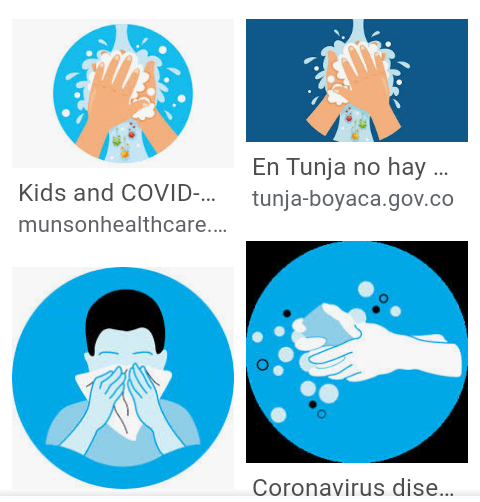 Kids and COVID-...
munsonhealthcare....
En Tunja no hay ...
tunja-boyaca.gov.co
Coronavirus dise...